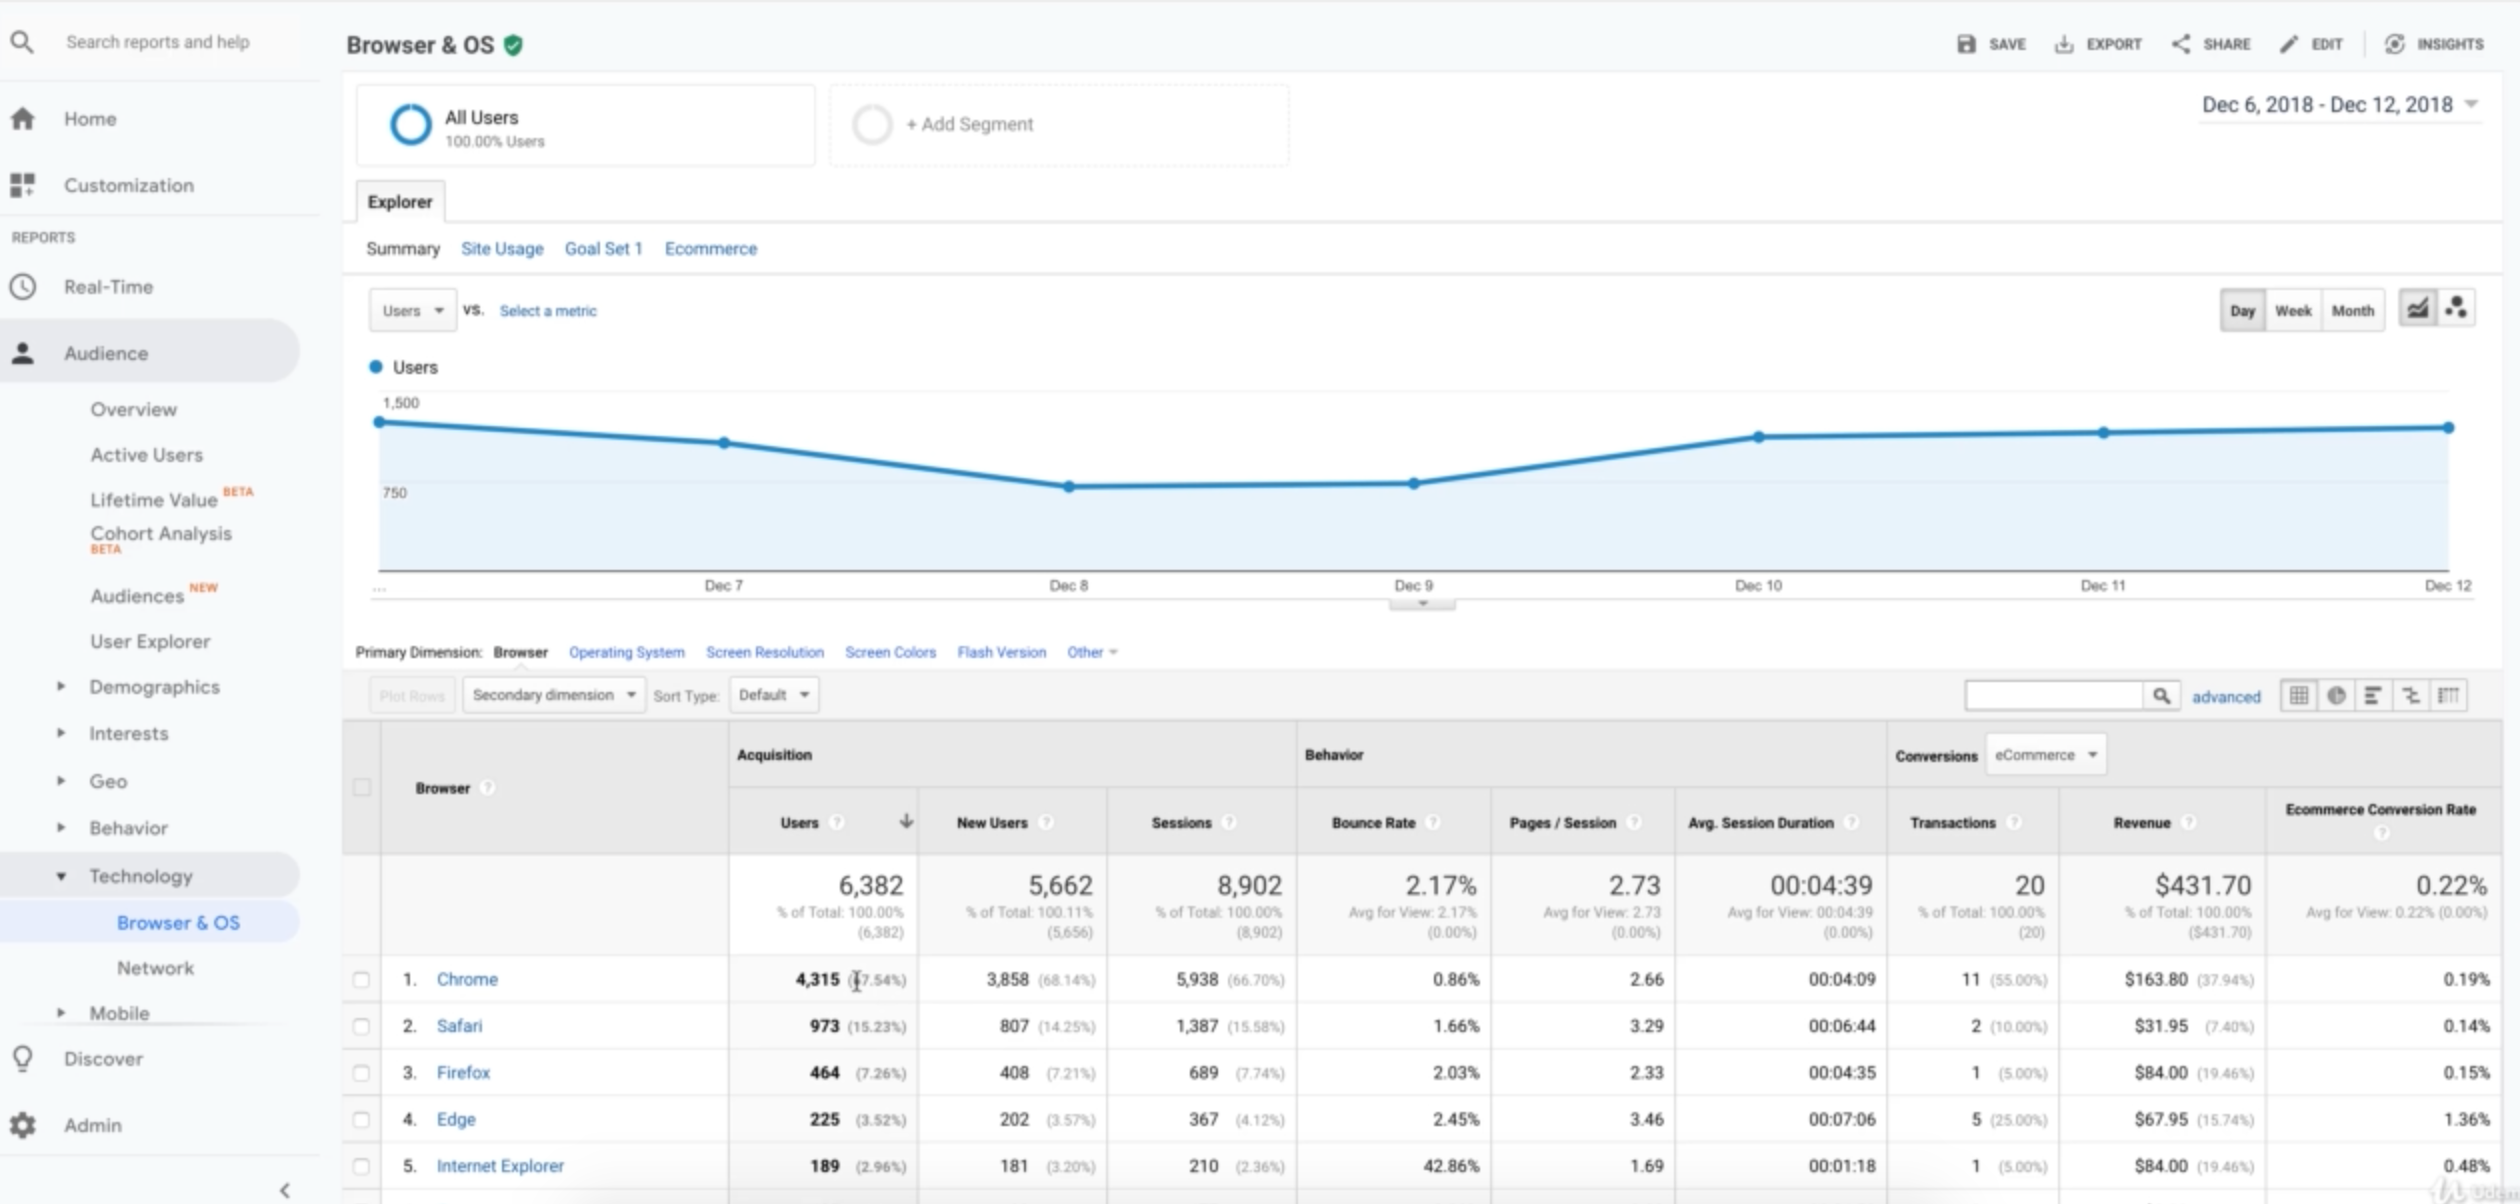 Search reports and help
Home
Customization
REPORTS
Real-Time
Audience
Overview
Active Users
Lifetime Value BETA
Cohort Analysis
BETA
Audiences NEW
User Explorer
Demographics
Interests
Geo
Behavior
Technology
Browser & OS
Network
Mobile
Discover
Admin
Browser & OS
SAVE EXPORT SHARE EDIT INSIGHTS
All Users
100.00% Users
+ Add Segment
Dec 6, 2018 - Dec 12, 2018
Explorer
Summary Site Usage Goal Set 1 Ecommerce
Users VS. Select a metric
Day Week Month
Users
1,500
750
... Dec 7 Dec 8 Dec 9 Dec 10 Dec 11 Dec 12
Primary Dimension: Browser Operating System Screen Resolution Screen Colors Flash Version Other
Plot Rows Secondary dimension Sort Type: Default advanced
Acquisition Behavior Conversions eCommerce
Browser ? Users ? New Users ? Sessions ? Bounce Rate ? Pages / Session ? Avg. Session Duration ? Transactions ? Revenue ? Ecommerce Conversion Rate ?
6,382 5,662 8,902 2.17% 2.73 00:04:39 20 $431.70 0.22%
% of Total: 100.00% % of Total: 100.11% % of Total: 100.00% Avg for View: 2.17% Avg for View: 2.73 Avg for View: 00:04:39 % of Total: 100.00% % of Total: 100.00% Avg for View: 0.22% (0.00%)
(6,382) (5,656) (8,902) (0.00%) (0.00%) (0.00%) (20) ($431.70)
1. Chrome 4,315 7.54%) 3,858 (68.14%) 5,938 (66.70%) 0.86% 2.66 00:04:09 11 (55.00%) $163.80 (37.94%) 0.19%
2. Safari 973 (15.23%) 807 (14.25%) 1,387 (15.58%) 1.66% 3.29 00:06:44 2 (10.00%) $31.95 (7.40%) 0.14%
3. Firefox 464 (7.26%) 408 (7.21%) 689 (7.74%) 2.03% 2.33 00:04:35 1 (5.00%) $84.00 (19.46%) 0.15%
4. Edge 225 (3.52%) 202 (3.57%) 367 (4.12%) 2.45% 3.46 00:07:06 5 (25.00%) $67.95 (15.74%) 1.36%
5. Internet Explorer 189 (2.96%) 181 (3.20%) 210 (2.36%) 42.86% 1.69 00:01:18 1 (5.00%) $84.00 (19.46%) 0.48%